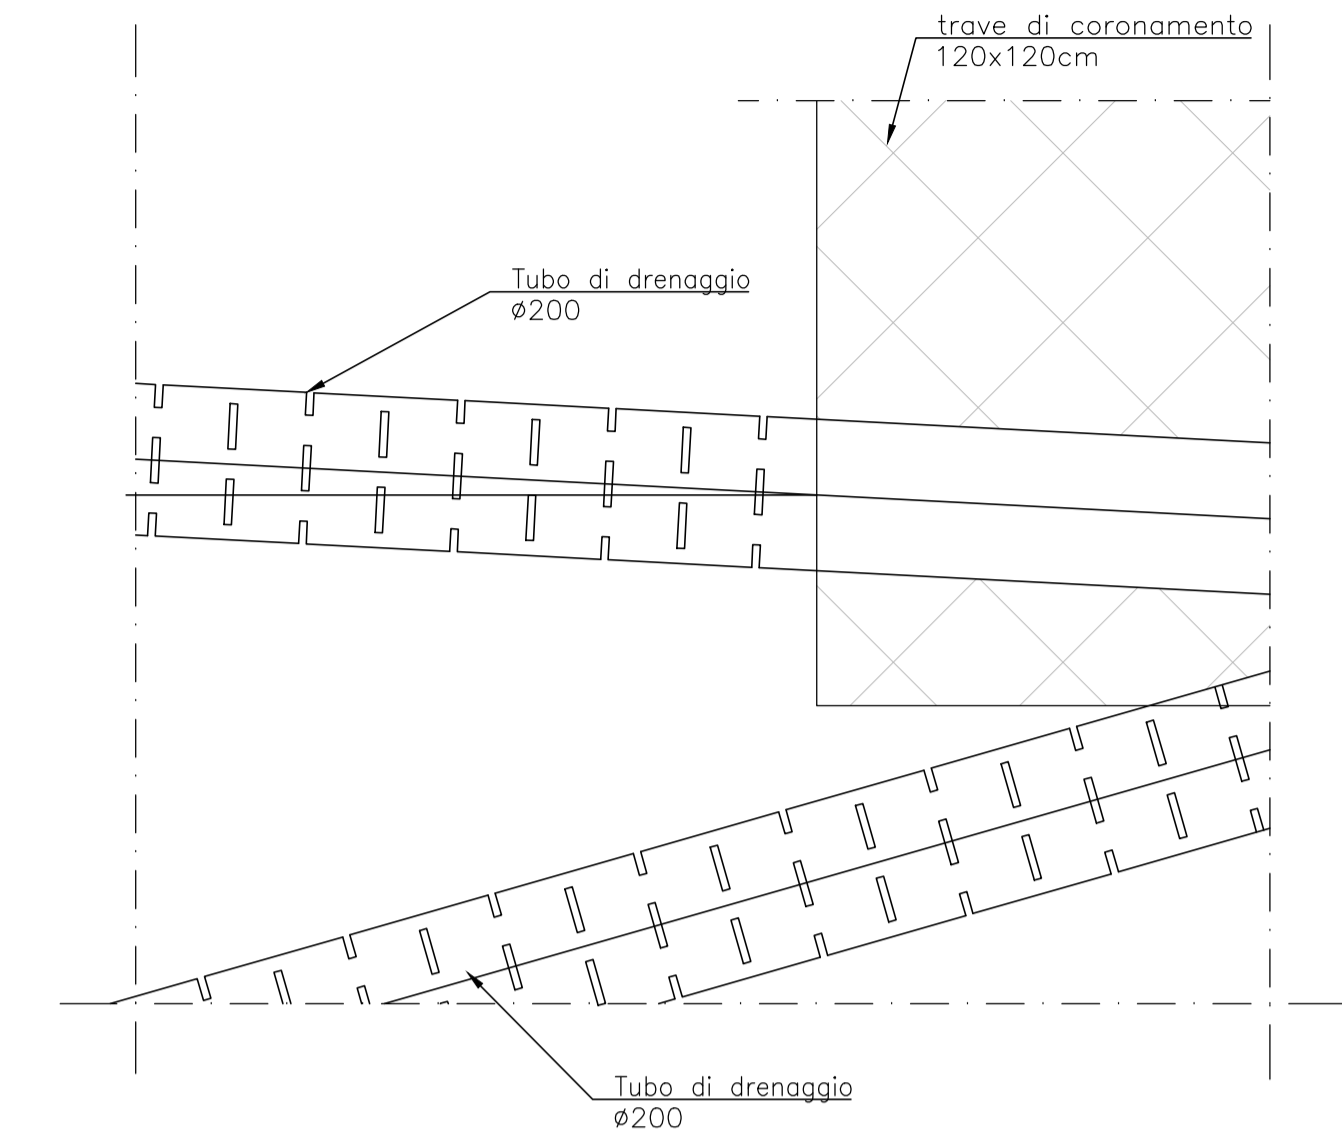 trave di coronamento
120x120cm
Tubo di drenaggio
ø200
Tubo di drenaggio
ø200